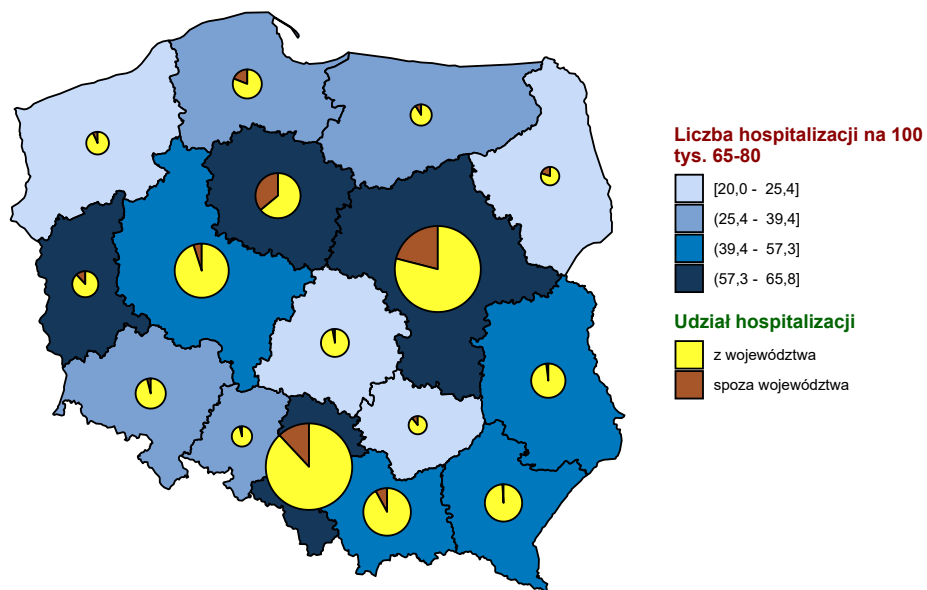 Liczba hospitalizacji na 100
tys. 65-80
[20,0 - 25,4]
(25,4 - 39,4]
(39,4 - 57,3]
(57,3 - 65,8]
Udział hospitalizacji
z województwa
spoza województwa